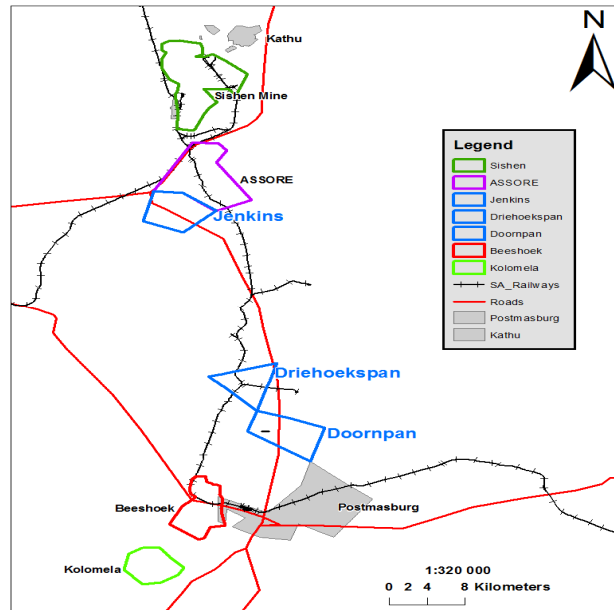 N
Kathu
Sishen Mine
ASSORE
Jenkins
Legend
Sishen
ASSORE
Jenkins
Driehoekspan
Doornpan
Beeshoek
Kolomela
SA_Railways
Roads
Postmasburg
Kathu
Driehoekspan
Doornpan
Beeshoek
Postmasburg
Kolomela
1:320 000
0 2 4 8 Kilometers